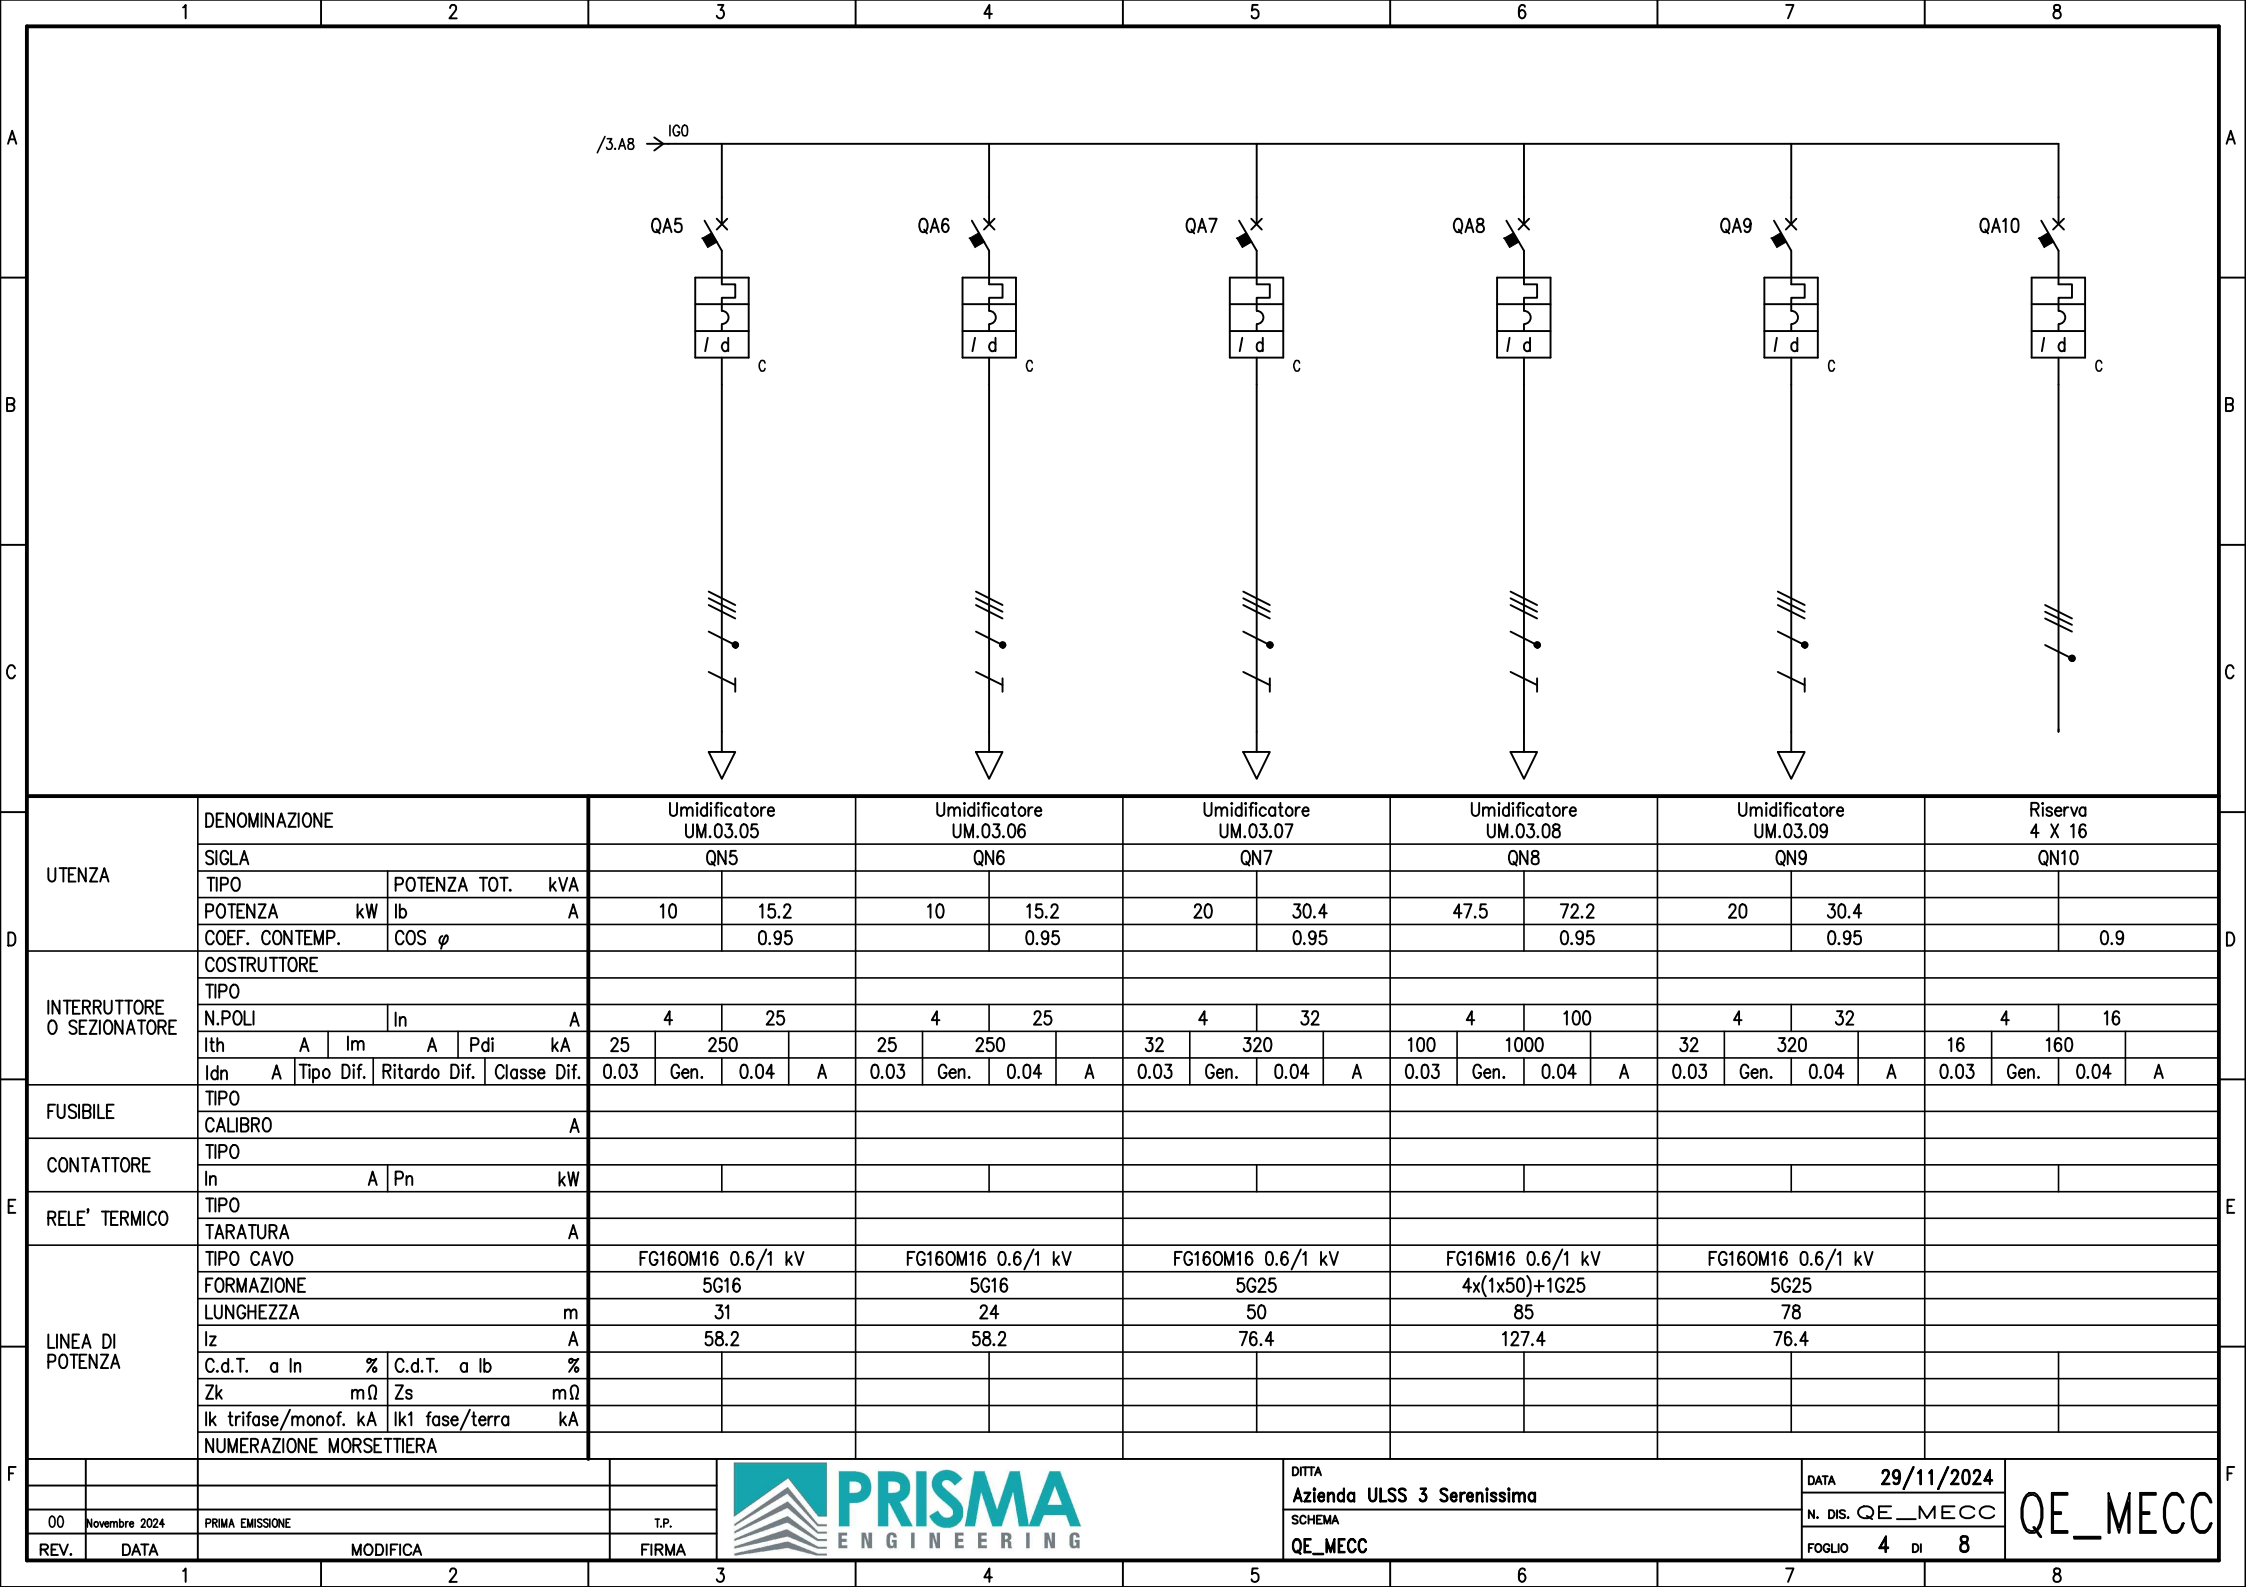 1 2 3 4 5 6 7 8
A A
/3.A8 IGO
QA5 QA6 QA7 QA8 QA9 QA10
I d I d I d I d I d I d
C C C C C C
B B
C C
UTENZA
DENOMINAZIONE Umidificatore Umidificatore Umidificatore Umidificatore Umidificatore Riserva
UM.03.05 UM.03.06 UM.03.07 UM.03.08 UM.03.09 4 X 16
SIGLA QN5 QN6 QN7 QN8 QN9 QN10
TIPO POTENZA TOT. kVA
POTENZA kW Ib A 10 15.2 10 15.2 20 30.4 47.5 72.2 20 30.4
D COEF. CONTEMP. COS φ 0.95 0.95 0.95 0.95 0.95 0.9 D
INTERRUTTORE
O SEZIONATORE
COSTRUTTORE
TIPO
N.POLI In A 4 25 4 25 4 32 4 100 4 32 4 16
Ith A Im A Pdi kA 25 250 25 250 32 320 100 1000 32 320 16 160
Idn A Tipo Dif. Ritardo Dif. Classe Dif. 0.03 Gen. 0.04 A 0.03 Gen. 0.04 A 0.03 Gen. 0.04 A 0.03 Gen. 0.04 A 0.03 Gen. 0.04 A 0.03 Gen. 0.04 A
FUSIBILE
TIPO
CALIBRO A
CONTATTORE
TIPO
In A Pn kW
E E
RELE' TERMICO
TIPO
TARATURA A
LINEA DI
POTENZA
TIPO CAVO FG16OM16 0.6/1 kV FG16OM16 0.6/1 kV FG16OM16 0.6/1 kV FG16M16 0.6/1 kV FG16OM16 0.6/1 kV
FORMAZIONE 5G16 5G16 5G25 4x(1x50)+1G25 5G25
LUNGHEZZA m 31 24 50 85 78
Iz A 58.2 58.2 76.4 127.4 76.4
C.d.T. a In % C.d.T. a Ib %
Zk mΩ Zs mΩ
Ik trifase/monof. kA Ik1 fase/terra kA
NUMERAZIONE MORSETTIERA
F F
00 Novembre 2024 PRIMA EMISSIONE T.P.
REV. DATA MODIFICA FIRMA
PRISMA
ENGINEERING
DITTA
Azienda ULSS 3 Serenissima
SCHEMA
QE_MECC
DATA 29/11/2024
N. DIS. QE_MECC
FOGLIO 4 DI 8
QE_MECC
1 2 3 4 5 6 7 8